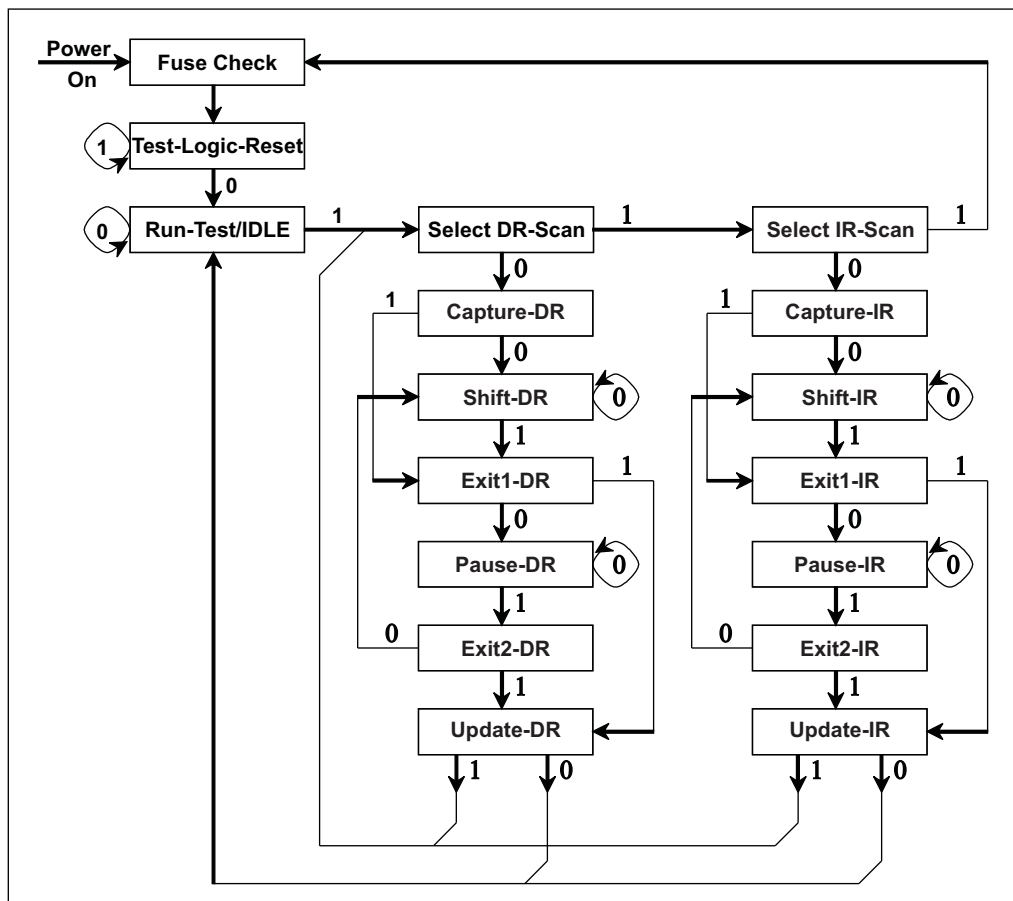 Power
On
Fuse Check
1
Test-Logic-Reset
0
0
Run-Test/IDLE
1
Select DR-Scan
1
Select IR-Scan
1
0
0
1
Capture-DR
1
Capture-IR
0
0
Shift-DR
0
Shift-IR
0
1
1
Exit1-DR
1
Exit1-IR
1
0
0
Pause-DR
0
Pause-IR
0
1
1
0
Exit2-DR
0
Exit2-IR
1
1
Update-DR
Update-IR
1
0
1
0